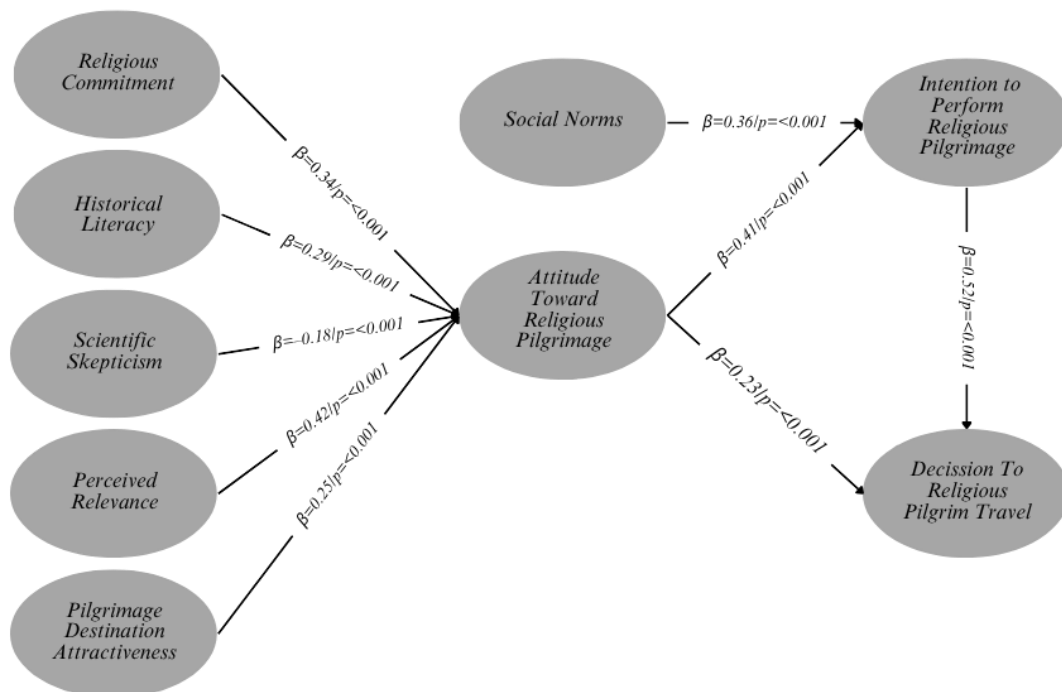 Religious
Commitment
Historical
Literacy
Scientific
Skepticism
Perceived
Relevance
Pilgrimage
Destination
Attractiveness
β=0.34/p=<0.001
β=0.29/p=<0.001
β=–0.18/p=<0.001
β=0.42/p=<0.001
β=0.25/p=<0.001
Social Norms
Attitude
Toward
Religious
Pilgrimage
β=0.36/p=<0.001
β=0.41/p=<0.001
β=0.23/p=<0.001
Intention to
Perform
Religious
Pilgrimage
β=0.52/p=<0.001
Decission To
Religious
Pilgrim Travel